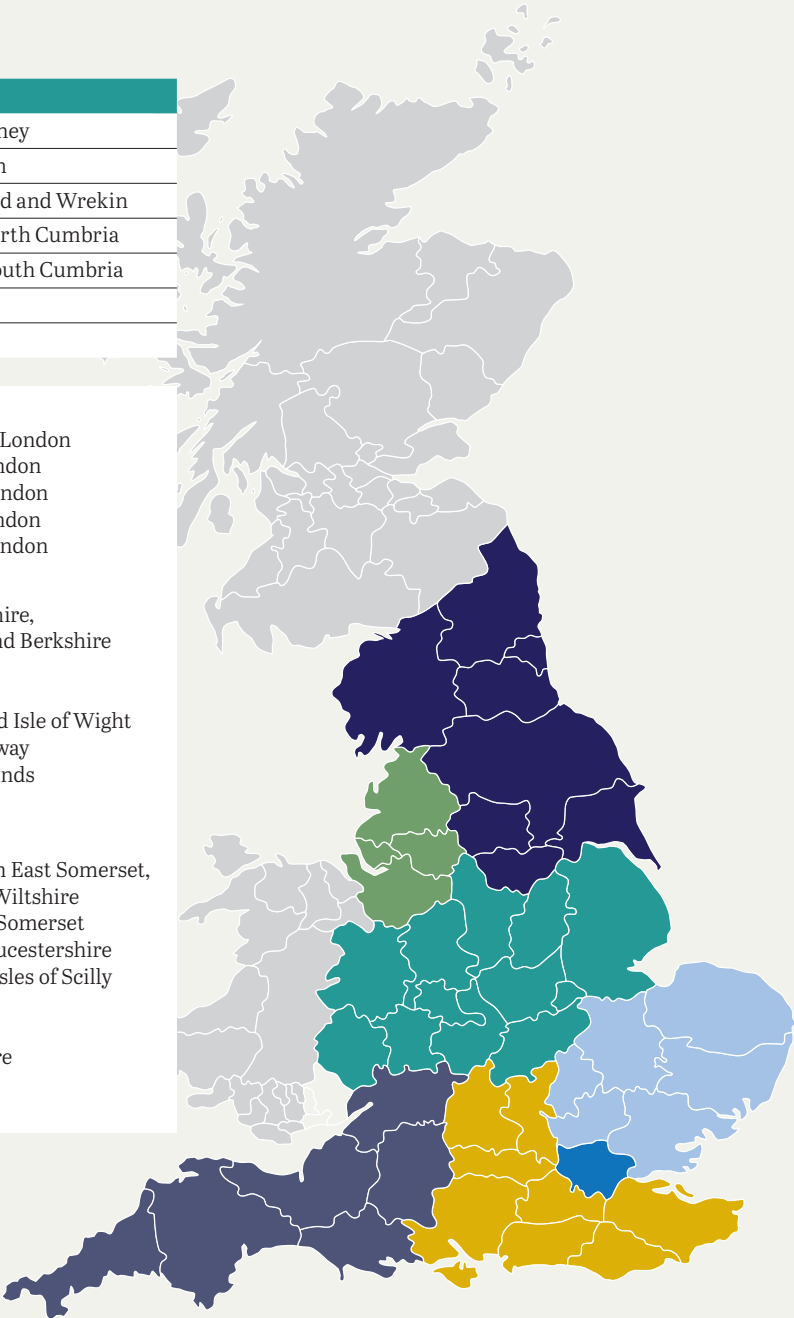 ney
n
d and Wrekin
rth Cumbria
outh Cumbria
London
ndon
ndon
ndon
ndon
hire,
nd Berkshire
d Isle of Wight
way
nds
h East Somerset,
Wiltshire
Somerset
ucestershire
sles of Scilly
re